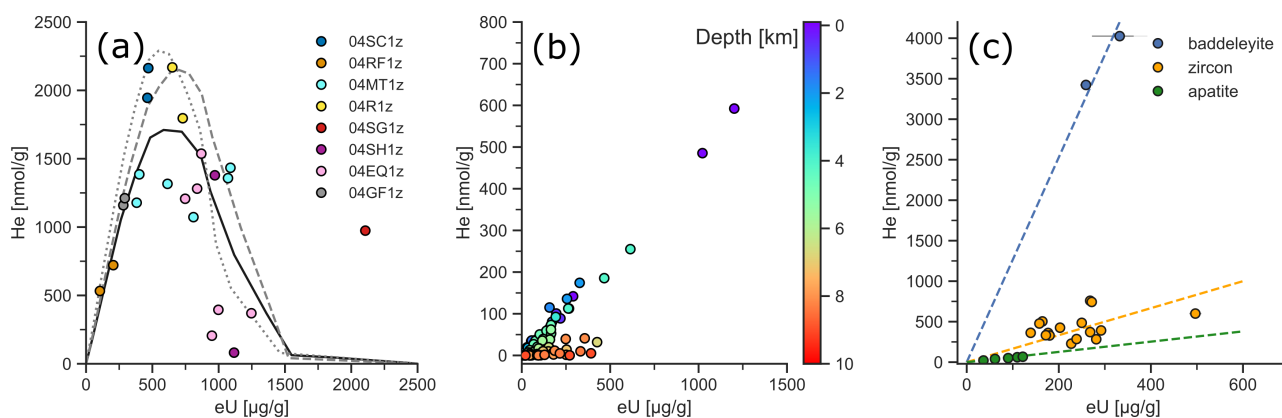 (a)
He [nmol/g]
2500
2000
1500
1000
500
0
0
500
1000
1500
2000
2500
eU [µg/g]
04SC1z
04RF1z
04MT1z
04R1z
04SG1z
04SH1z
04EQ1z
04GF1z
(b)
Depth [km]
He [nmol/g]
800
700
600
500
400
300
200
100
0
0
500
1000
1500
eU [µg/g]
0
2
4
6
8
10
(c)
He [nmol/g]
4000
3500
3000
2500
2000
1500
1000
500
0
0
200
400
600
eU [µg/g]
baddeleyite
zircon
apatite